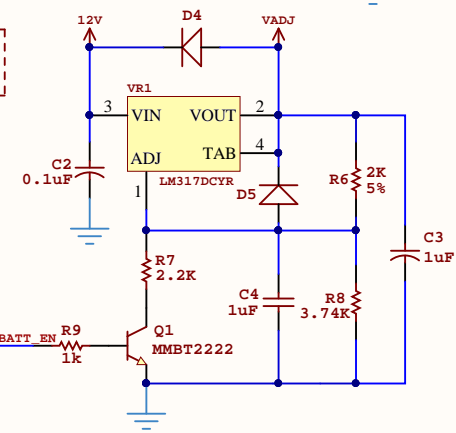 12V
D4
VADJ
VR1
3
VIN
VOUT
2
TAB
4
ADJ
1
LM317DCYR
C2
0.1uF
D5
R6
2K
5%
C3
1uF
R7
2.2K
C4
1uF
R8
3.74K
BATT_EN
R9
1k
Q1
MMBT2222